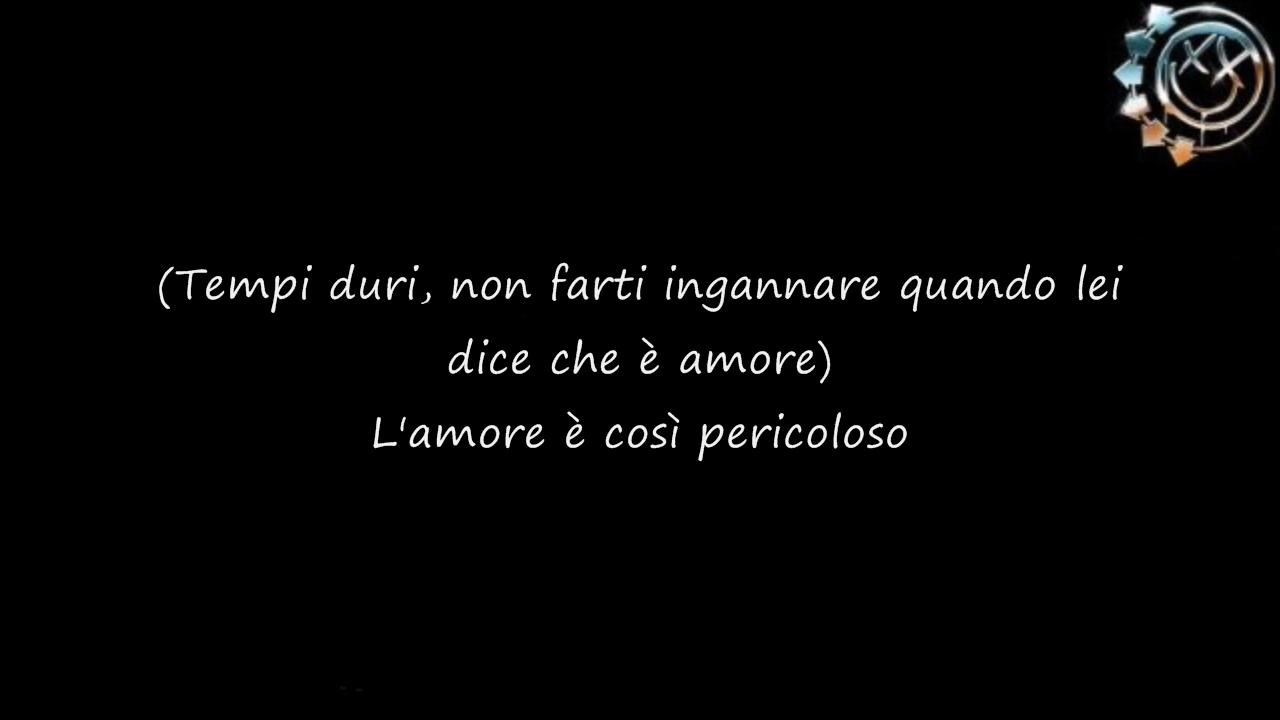 (Tempi duri, non farti ingannare quando lei
dice che è amore)
L'amore è così pericoloso